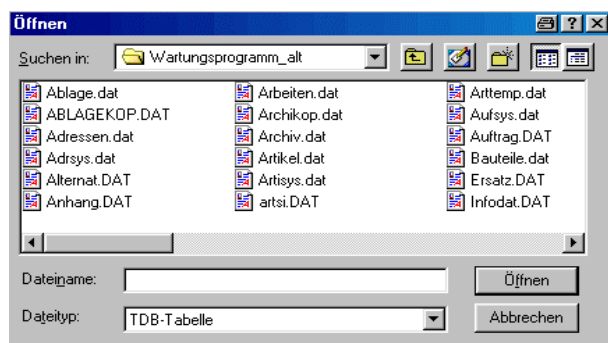 Öffnen
Suchen in: Wartungsprogramm_alt
Ablage.dat Arbeiten.dat Arttemp.dat
ABLAGEKOP.DAT Archikop.dat Aufsys.dat
Adressen.dat Archiv.dat Auftrag.DAT
Adrsys.dat Artikel.dat Bauteile.dat
Alternat.DAT Artisys.dat Ersatz.DAT
Anhang.DAT artsi.DAT Infodat.DAT
Dateiname: Öffnen
Dateityp: TDB-Tabelle Abbrechen